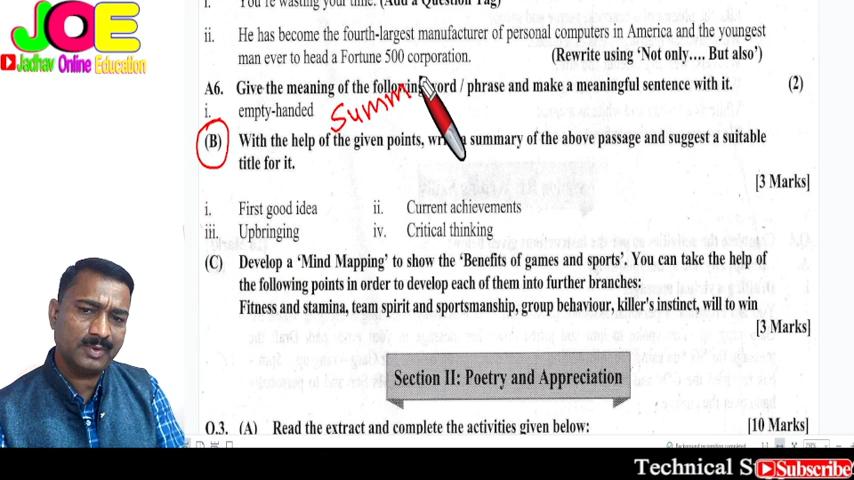 JOE
Jadhav Online Education
i. You're wasting your time. (Add a Question Tag)
ii. He has become the fourth-largest manufacturer of personal computers in America and the youngest
man ever to head a Fortune 500 corporation. (Rewrite using 'Not only.... But also')
A6. Give the meaning of the following word / phrase and make a meaningful sentence with it. (2)
i. empty-handed
Summ
(B) With the help of the given points, a summary of the above passage and suggest a suitable
title for it.
[3 Marks]
i. First good idea ii. Current achievements
iii. Upbringing iv. Critical thinking
(C) Develop a 'Mind Mapping' to show the 'Benefits of games and sports'. You can take the help of
the following points in order to develop each of them into further branches:
Fitness and stamina, team spirit and sportsmanship, group behaviour, killer's instinct, will to win
[3 Marks]
Section II: Poetry and Appreciation
Q.3. (A) Read the extract and complete the activities given below: [10 Marks]
Technical S Subscribe